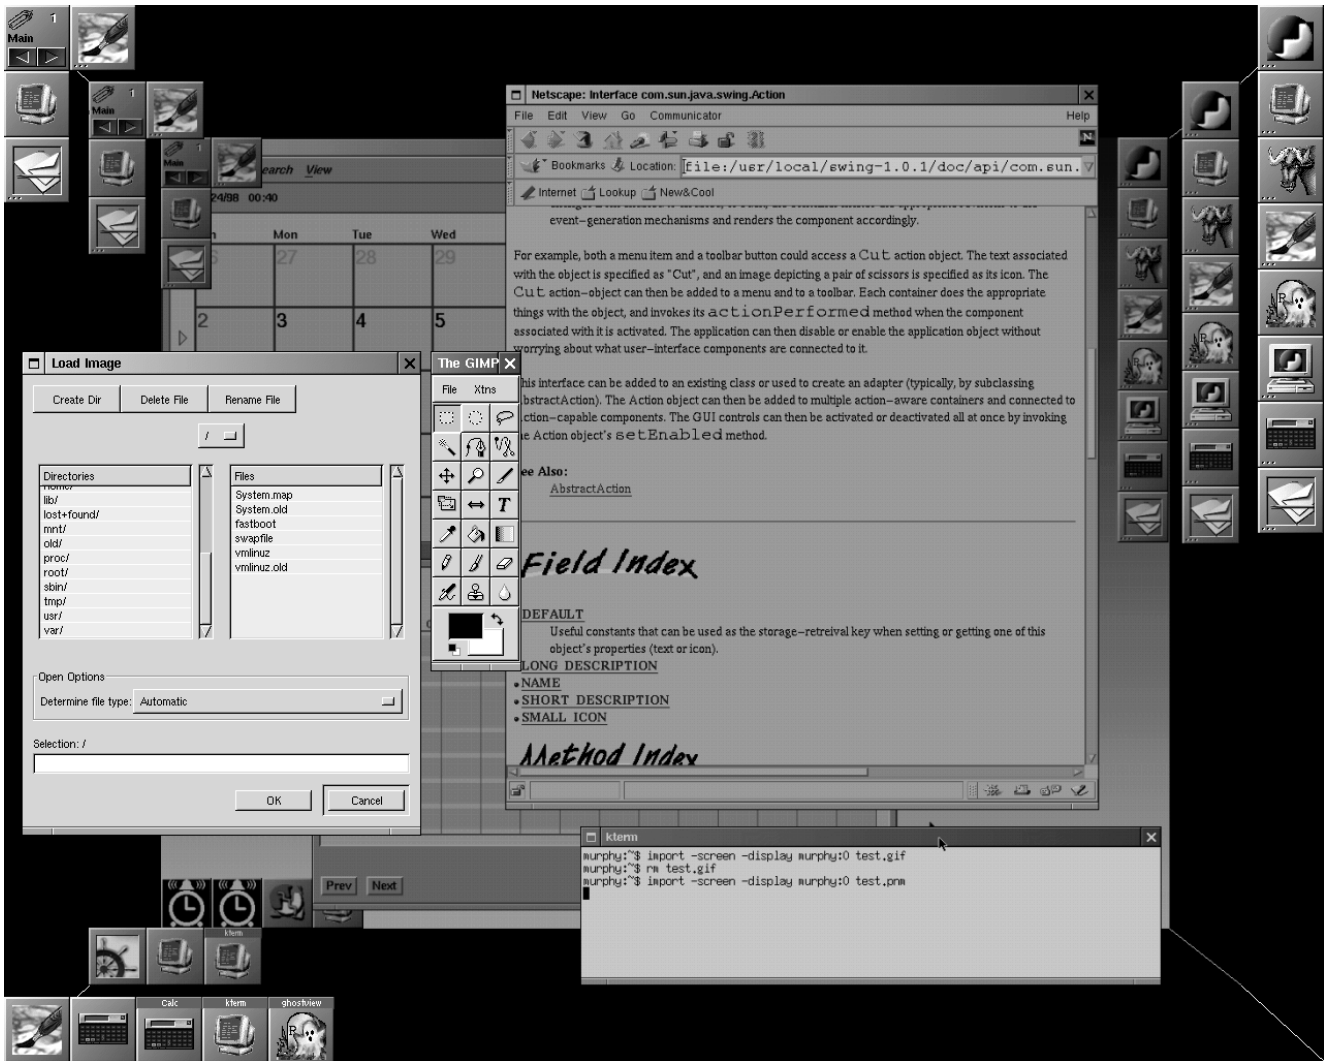 1
Main
1
Main
1
Main
earch View
24/98 00:40
Mon Tue Wed
27 28 29
2 3 4 5
Netscape: Interface com.sun.java.swing.Action
File Edit View Go Communicator Help
Bookmarks Location: file:/usr/local/swing-1.0.1/doc/api/com.sun.
Internet Lookup New&Cool
event-generation mechanisms and renders the component accordingly.
For example, both a menu item and a toolbar button could access a Cut action object. The text associated
with the object is specified as "Cut", and an image depicting a pair of scissors is specified as its icon. The
Cut action-object can then be added to a menu and to a toolbar. Each container does the appropriate
things with the object, and invokes its actionPerformed method when the component
associated with it is activated. The application can then disable or enable the application object without
worrying about what user-interface components are connected to it.
his interface can be added to an existing class or used to create an adapter (typically, by subclassing
bstractAction). The Action object can then be added to multiple action-aware containers and connected to
ction-capable components. The GUI controls can then be activated or deactivated all at once by invoking
e Action object's setEnabled method.
ee Also:
AbstractAction
Field Index
DEFAULT
Useful constants that can be used as the storage-retreival key when setting or getting one of this
object's properties (text or icon).
LONG DESCRIPTION
NAME
SHORT DESCRIPTION
SMALL ICON
Method Index
Load Image
Create Dir Delete File Rename File
/
Directories
home/
lib/
lost+found/
mnt/
old/
proc/
root/
sbin/
tmp/
usr/
var/
Files
System.map
System.old
fastboot
swapfile
vmlinuz
vmlinuz.old
Open Options
Determine file type: Automatic
Selection: /
OK Cancel
The GIMP
File Xtns
T
Prev Next
kterm
murphy:~$ import -screen -display murphy:0 test.gif
murphy:~$ rm test.gif
murphy:~$ import -screen -display murphy:0 test.pnm
kterm
Calc kterm ghostview